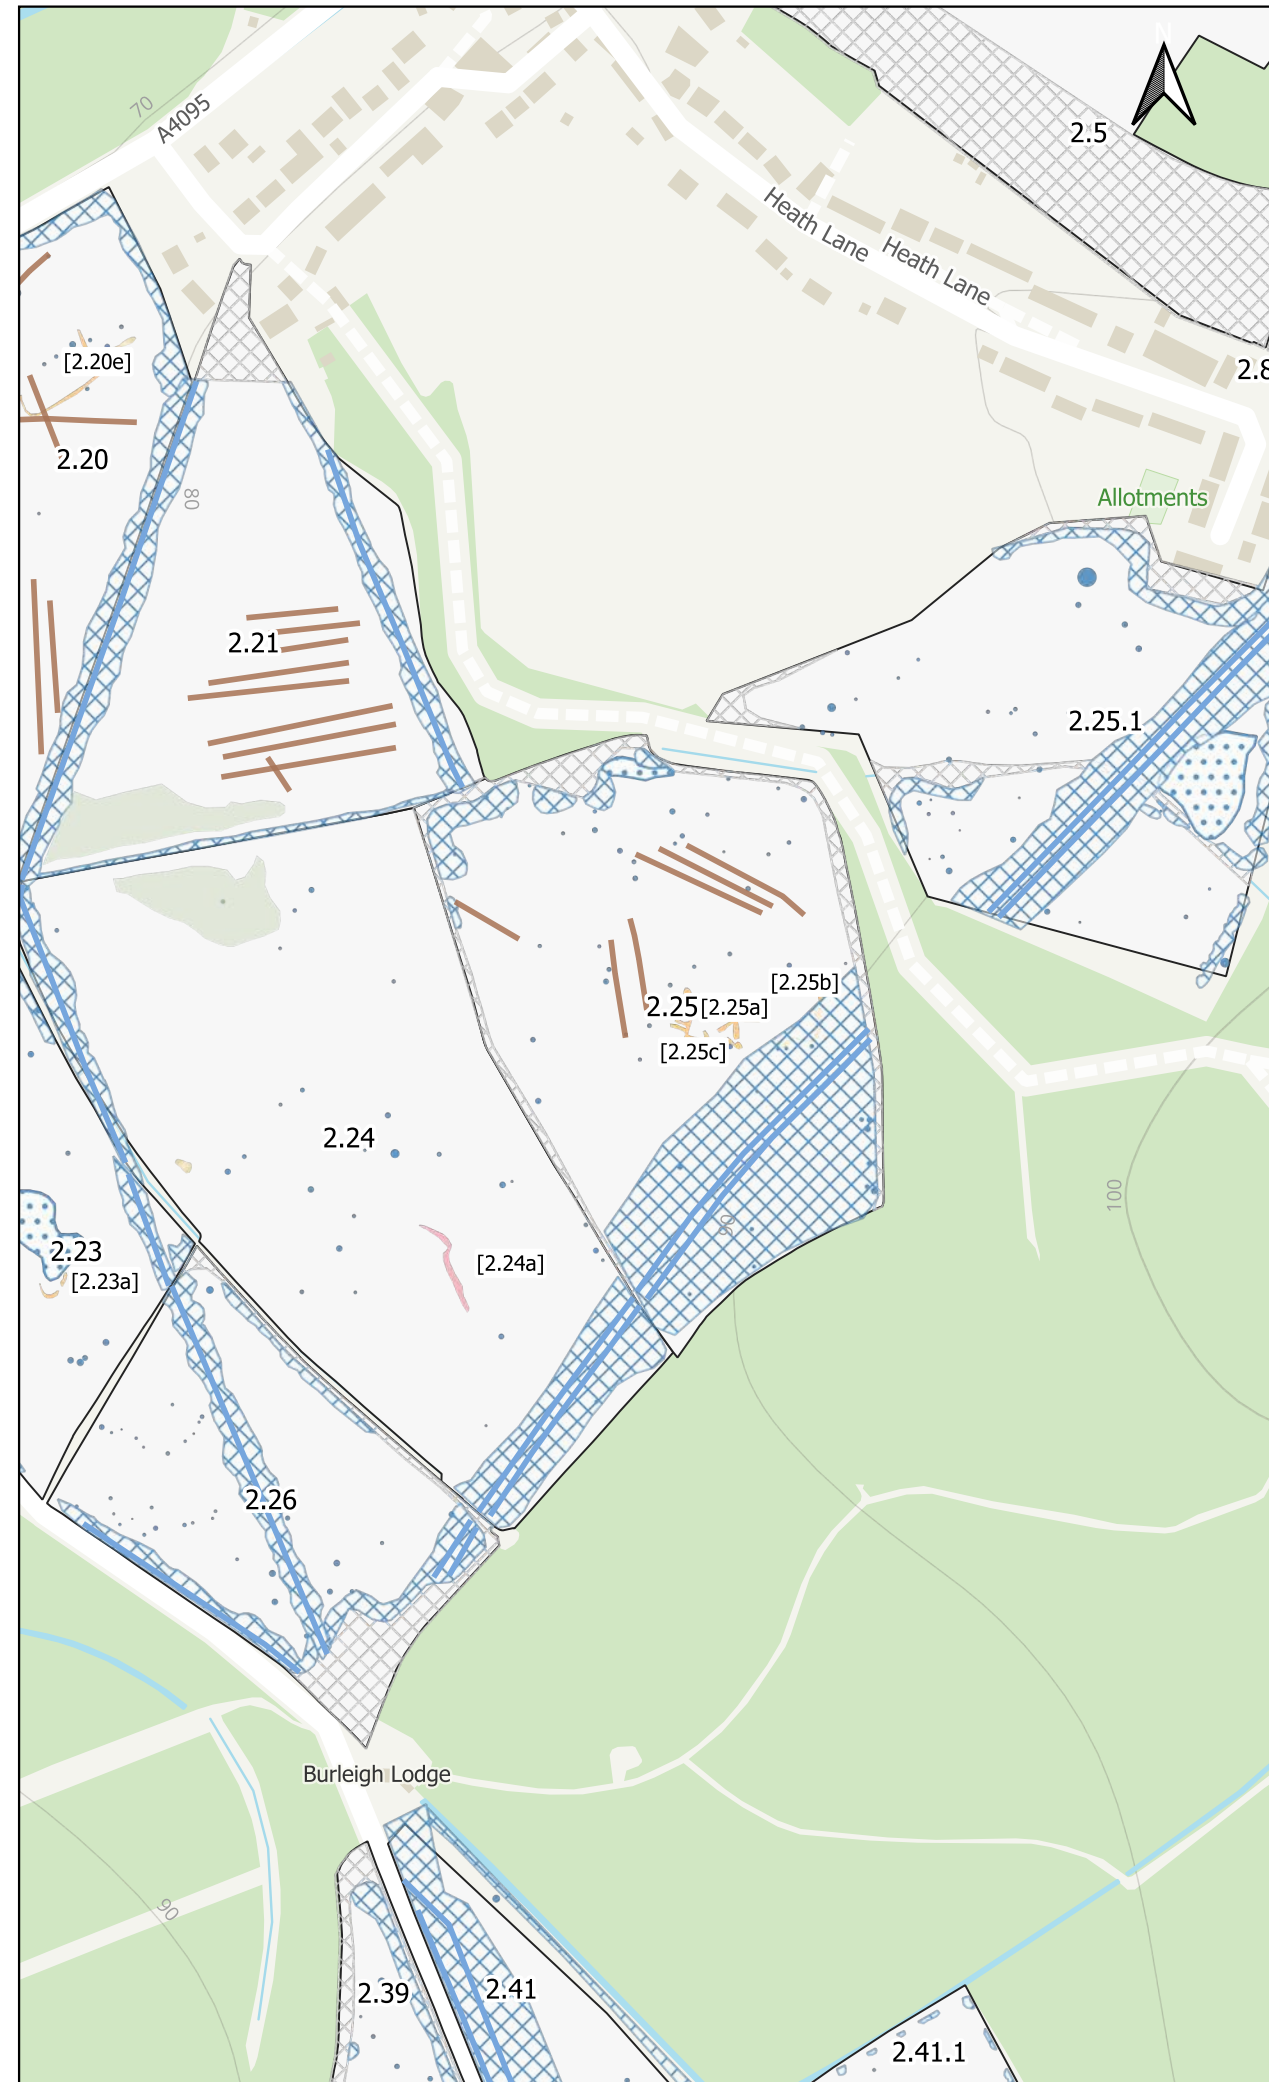 N
70
A4095
2.5
Heath Lane
Heath Lane
[2.20e]
2.8
2.20
80
Allotments
2.21
2.25.1
[2.25b]
2.25
[2.25a]
[2.25c]
2.24
100
90
2.23
[2.23a]
[2.24a]
2.26
Burleigh Lodge
90
2.39
2.41
2.41.1